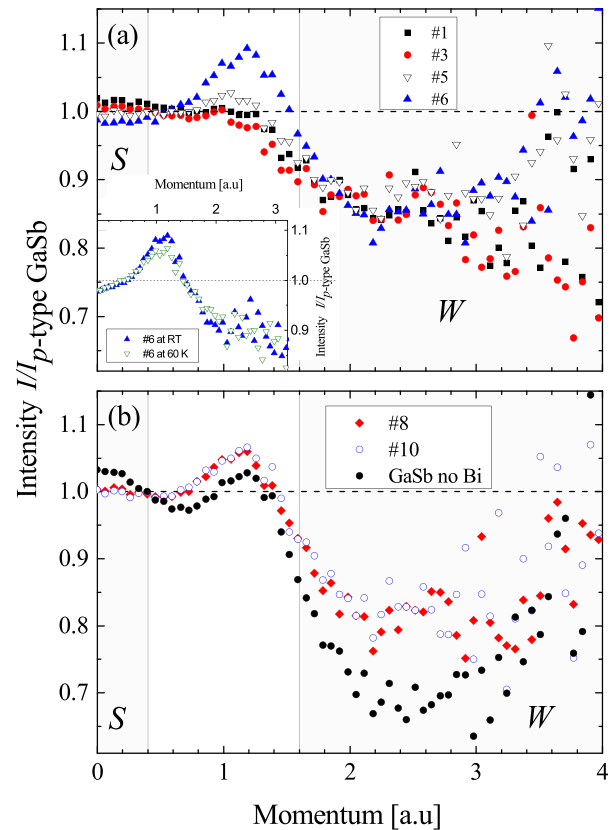 (a)
#1
#3
#5
#6
1.1
1.0
0.9
0.8
0.7
S
W
Momentum [a.u]
1 2 3
1.1
1.0
0.9
Intensity I/Ip-type GaSb
#6 at RT
#6 at 60 K
Intensity I/Ip-type GaSb
(b)
#8
#10
GaSb no Bi
1.1
1.0
0.9
0.8
0.7
S
W
0 1 2 3 4
Momentum [a.u]